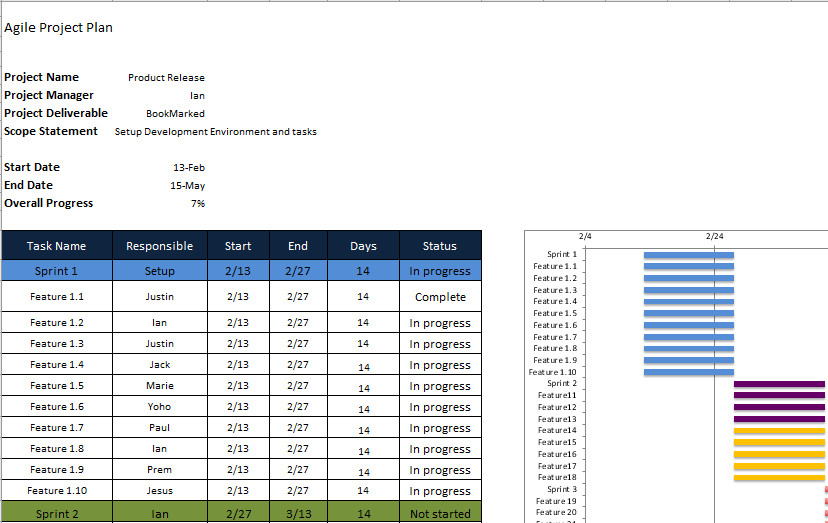 Agile Project Plan
Project Name Product Release
Project Manager Ian
Project Deliverable BookMarked
Scope Statement Setup Development Environment and tasks
Start Date 13-Feb
End Date 15-May
Overall Progress 7%
Task Name Responsible Start End Days Status
Sprint 1 Setup 2/13 2/27 14 In progress
Feature 1.1 Justin 2/13 2/27 14 Complete
Feature 1.2 Ian 2/13 2/27 14 In progress
Feature 1.3 Justin 2/13 2/27 14 In progress
Feature 1.4 Jack 2/13 2/27 14 In progress
Feature 1.5 Marie 2/13 2/27 14 In progress
Feature 1.6 Yoho 2/13 2/27 14 In progress
Feature 1.7 Paul 2/13 2/27 14 In progress
Feature 1.8 Ian 2/13 2/27 14 In progress
Feature 1.9 Prem 2/13 2/27 14 In progress
Feature 1.10 Jesus 2/13 2/27 14 In progress
Sprint 2 Ian 2/27 3/13 14 Not started
2/4 2/24
Sprint 1
Feature 1.1
Feature 1.2
Feature 1.3
Feature 1.4
Feature 1.5
Feature 1.6
Feature 1.7
Feature 1.8
Feature 1.9
Feature 1.10
Sprint 2
Feature11
Feature12
Feature13
Feature14
Feature15
Feature16
Feature17
Feature18
Sprint 3
Feature 19
Feature 20